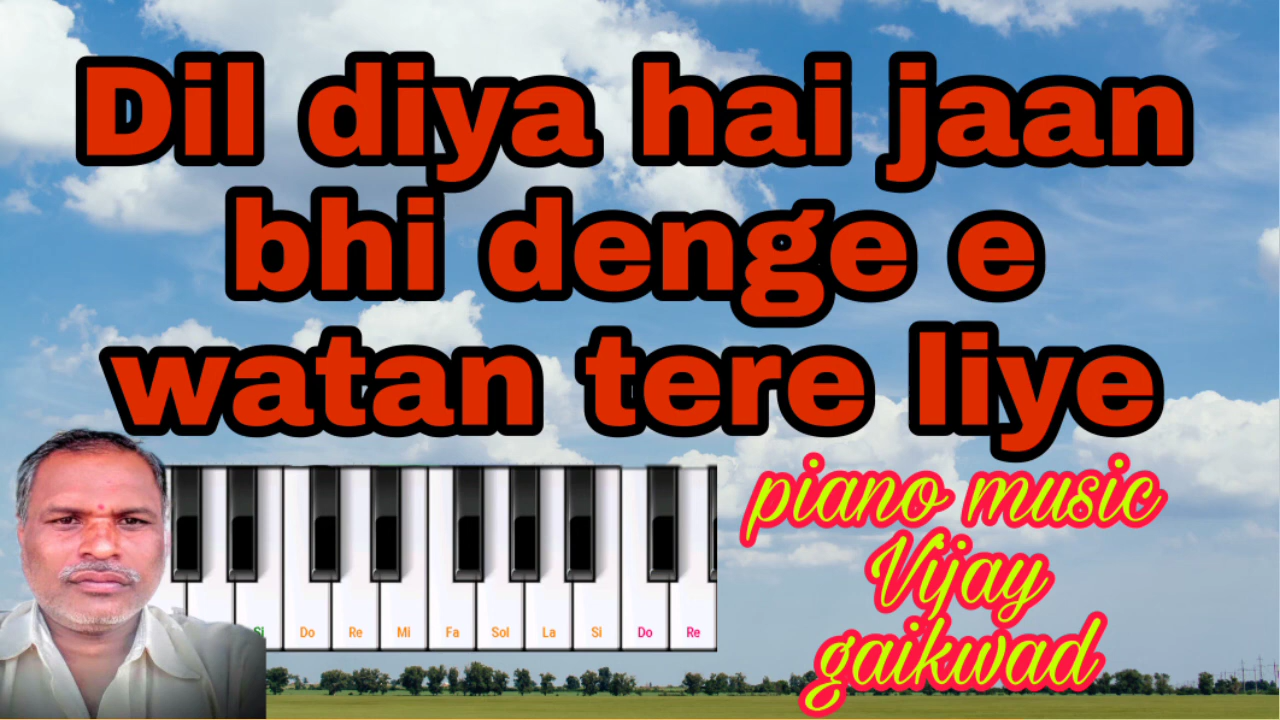 Dil diya hai jaan
bhi denge e
watan tere liye
piano music
Vijay
gaikwad
Si Do Re Mi Fa Sol La Si Do Re